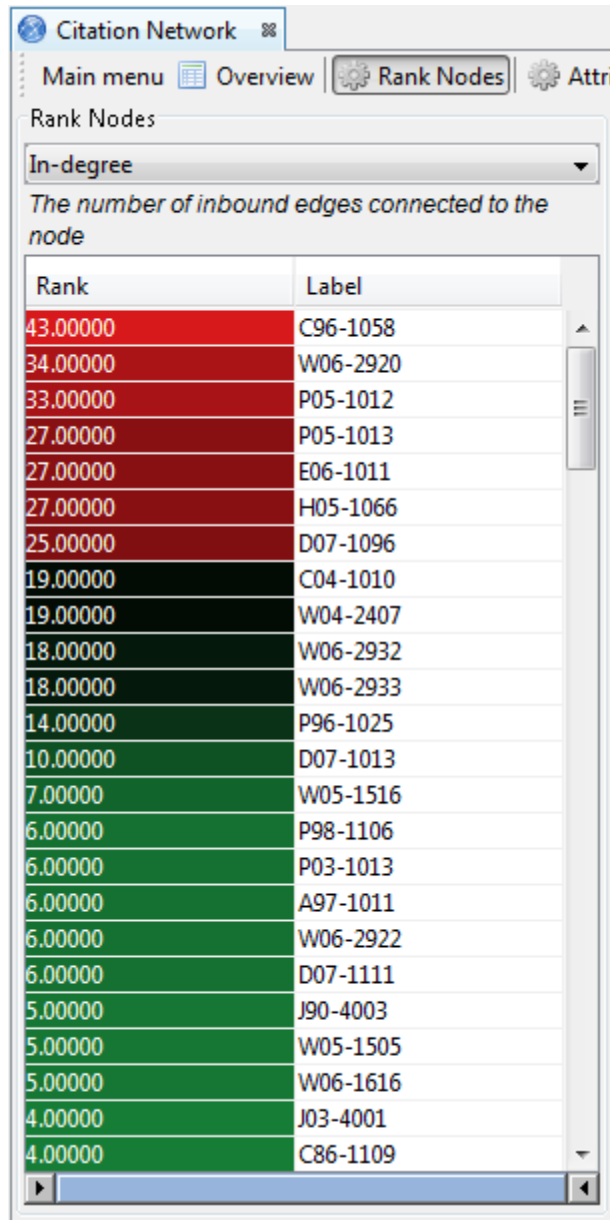 Citation Network
Main menu Overview Rank Nodes Attri
Rank Nodes
In-degree
The number of inbound edges connected to the
node
Rank Label
43.00000 C96-1058
34.00000 W06-2920
33.00000 P05-1012
27.00000 P05-1013
27.00000 E06-1011
27.00000 H05-1066
25.00000 D07-1096
19.00000 C04-1010
19.00000 W04-2407
18.00000 W06-2932
18.00000 W06-2933
14.00000 P96-1025
10.00000 D07-1013
7.00000 W05-1516
6.00000 P98-1106
6.00000 P03-1013
6.00000 A97-1011
6.00000 W06-2922
6.00000 D07-1111
5.00000 J90-4003
5.00000 W05-1505
5.00000 W06-1616
4.00000 J03-4001
4.00000 C86-1109